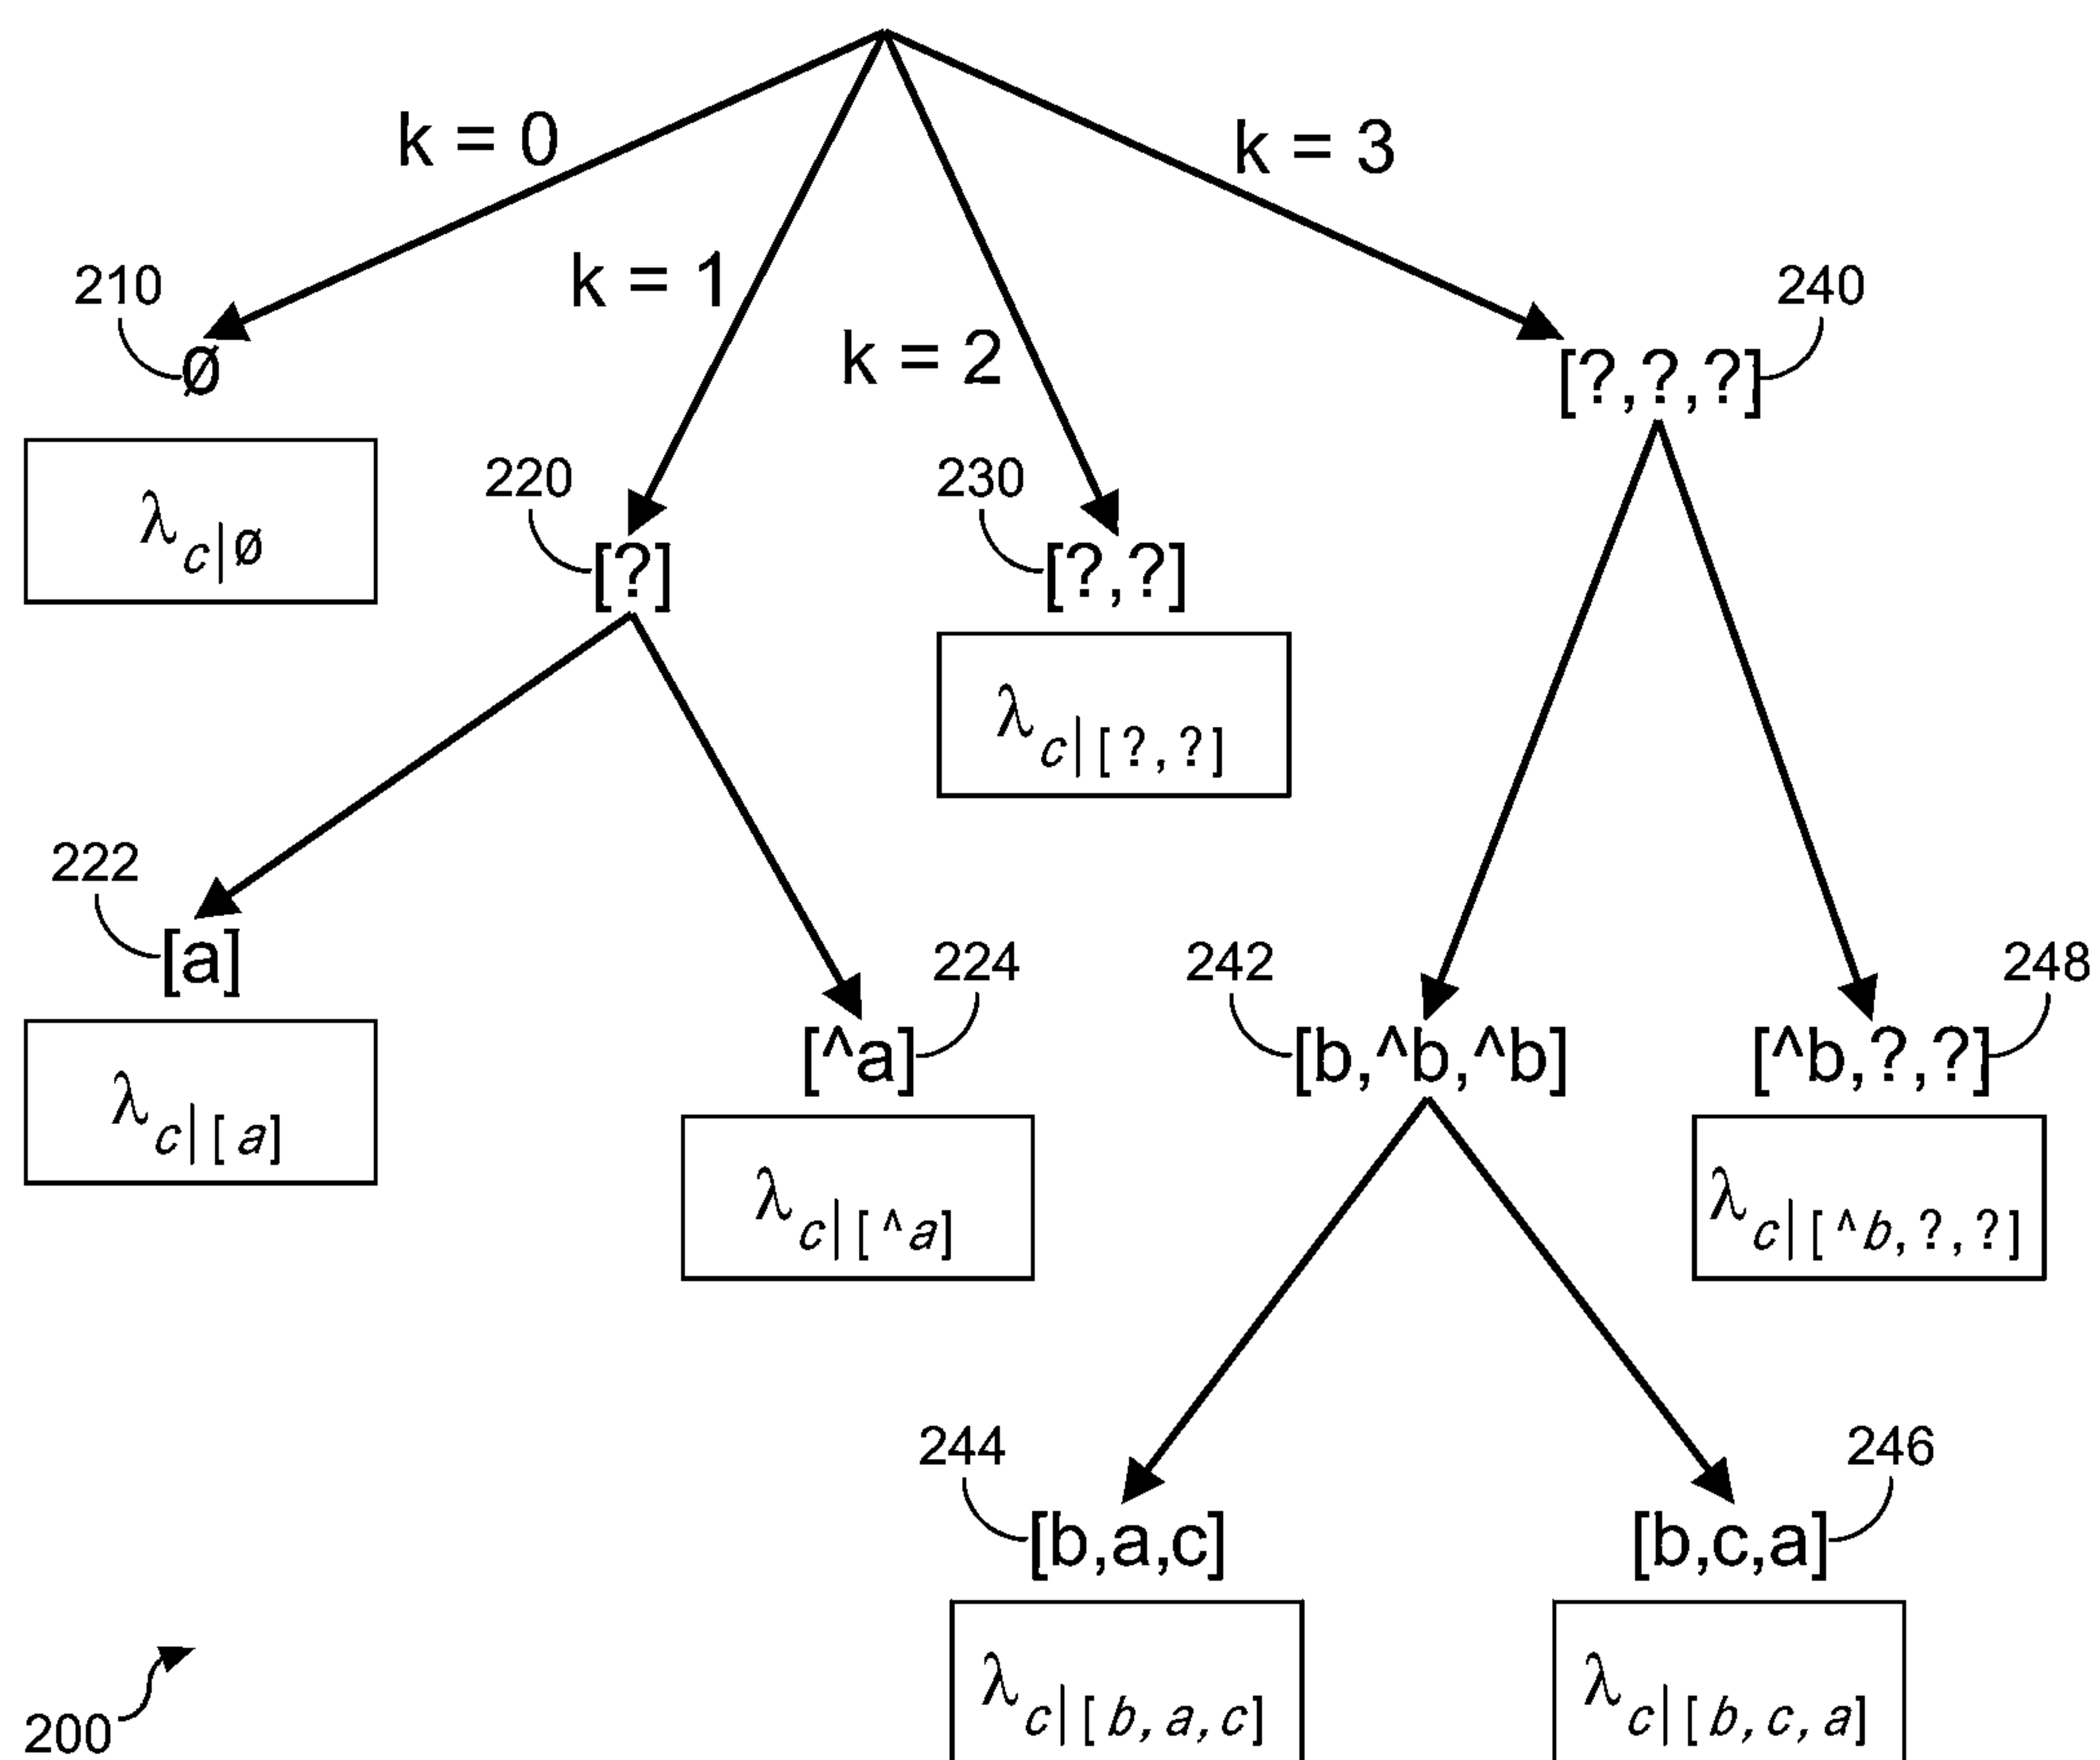 k = 0
k = 3
k = 1
k = 2
210
240
Ø
[?,?,?]
λc|Ø
220
230
[?]
[?,?]
λc|[?,?]
222
[a]
λc|[a]
224
242
248
[^a]
[b,^b,^b]
[^b,?,?]
λc|[^a]
λc|[^b,?,?]
244
246
[b,a,c]
[b,c,a]
λc|[b,a,c]
λc|[b,c,a]
200